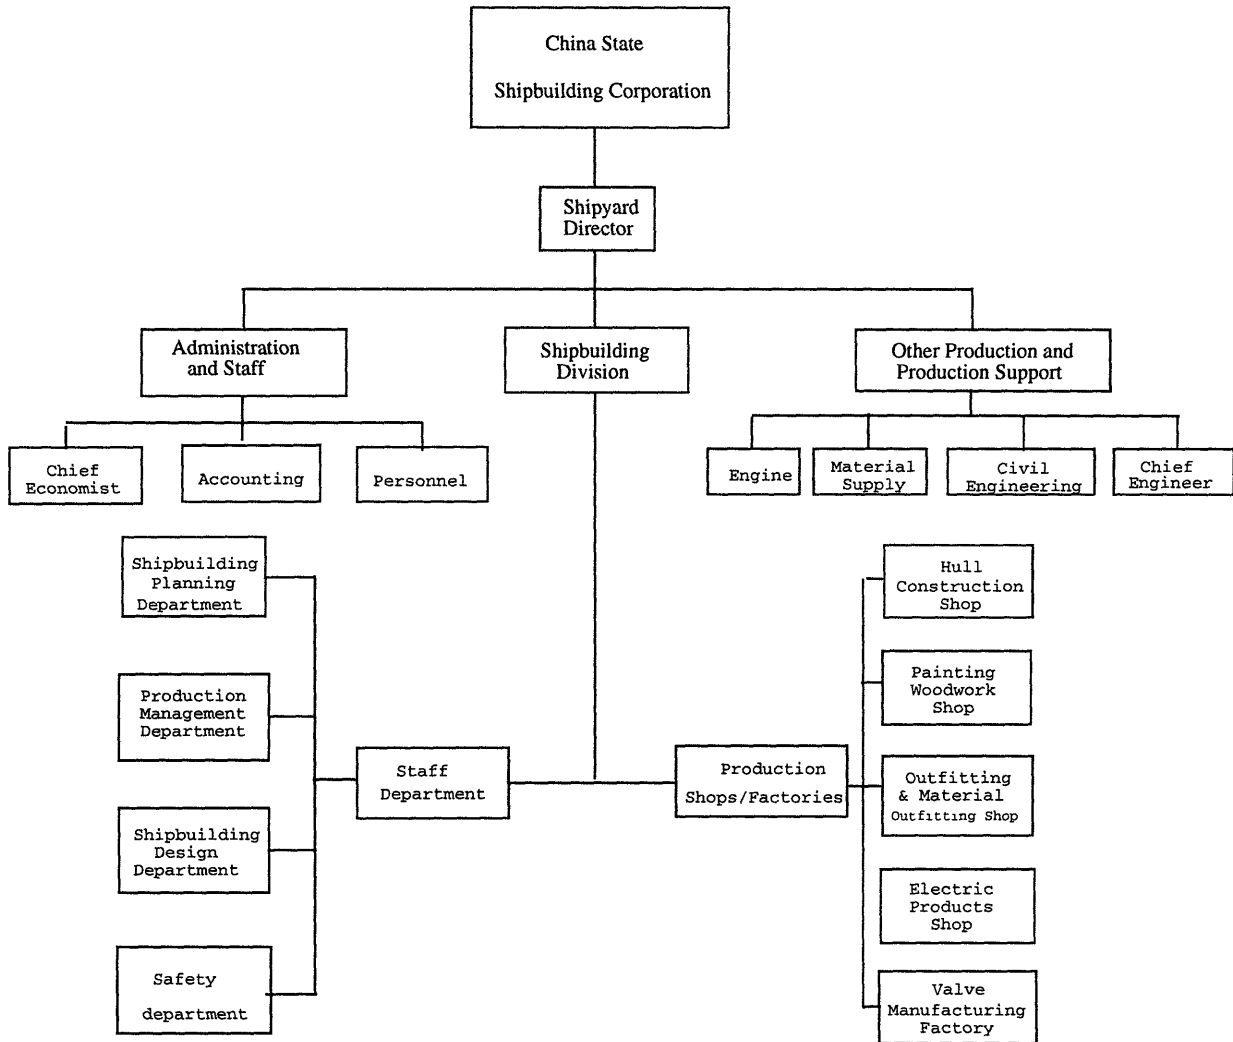 China State
Shipbuilding Corporation
Shipyard
Director
Administration
and Staff
Shipbuilding
Division
Other Production and
Production Support
Chief
Economist
Accounting
Personnel
Engine
Material
Supply
Civil
Engineering
Chief
Engineer
Shipbuilding
Planning
Department
Production
Management
Department
Shipbuilding
Design
Department
Safety
department
Staff
Department
Production
Shops/Factories
Hull
Construction
Shop
Painting
Woodwork
Shop
Outfitting
& Material
Outfitting Shop
Electric
Products
Shop
Valve
Manufacturing
Factory